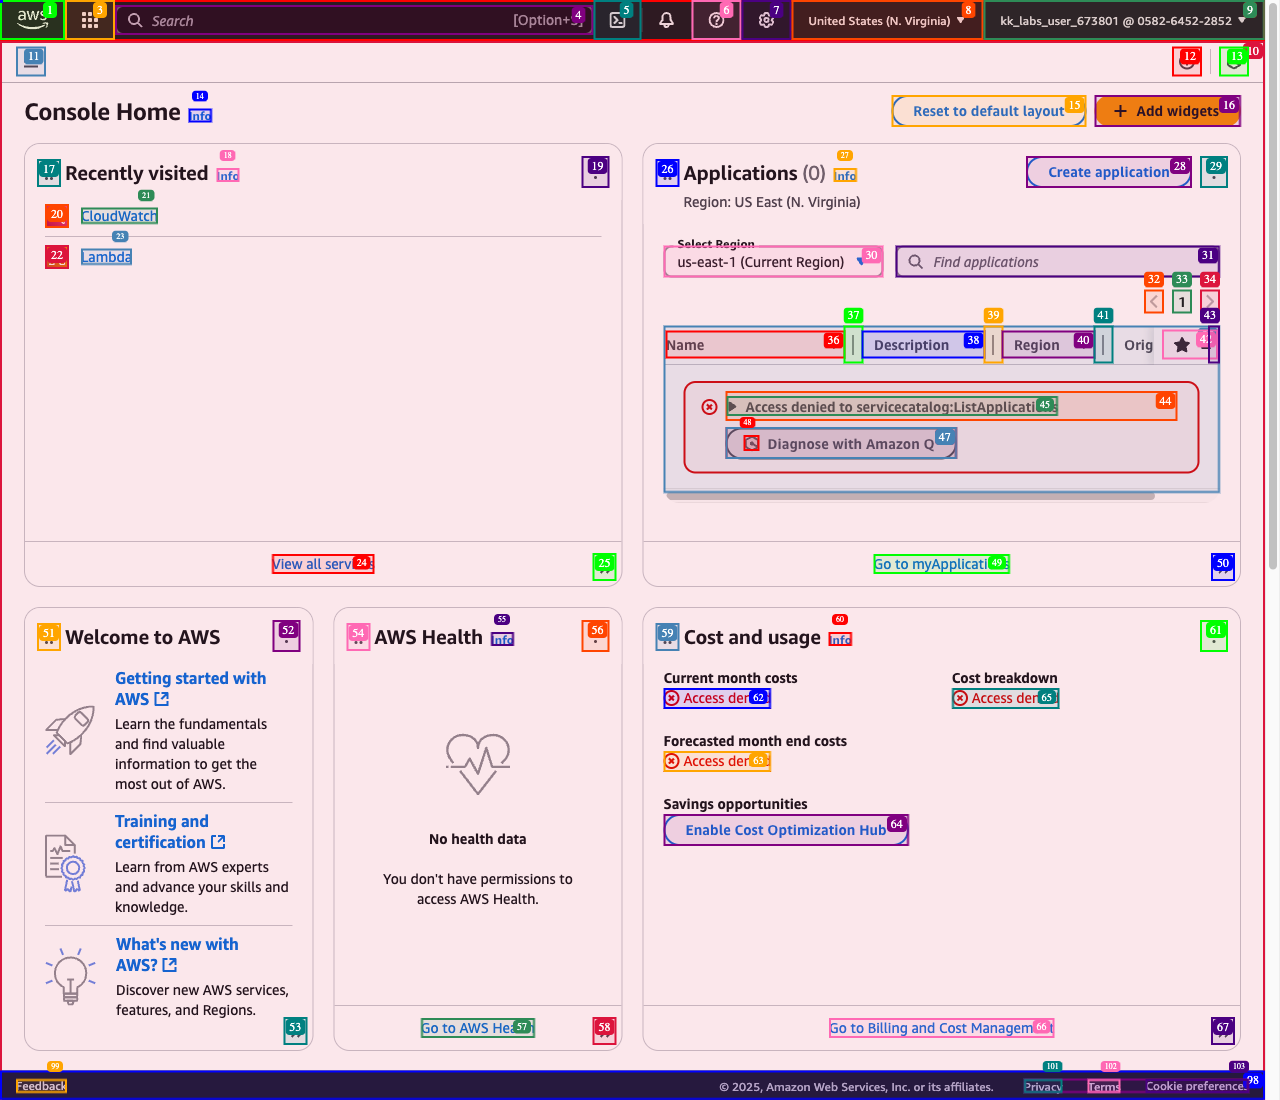 aws
Search
[Option+S]
United States (N. Virginia)
kk_labs_user_673801 @ 0582-6452-2852
Console Home
Info
Reset to default layout
Add widgets
Recently visited
Info
CloudWatch
Lambda
View all services
Applications (0)
Info
Create application
Region: US East (N. Virginia)
Select Region
us-east-1 (Current Region)
Find applications
1
Name
Description
Region
Orig
Access denied to servicecatalog:ListApplications
Diagnose with Amazon Q
Go to myApplications
Welcome to AWS
Getting started with
AWS
Learn the fundamentals
and find valuable
information to get the
most out of AWS.
Training and
certification
Learn from AWS experts
and advance your skills and
knowledge.
What's new with
AWS?
Discover new AWS services,
features, and Regions.
AWS Health
Info
No health data
You don't have permissions to
access AWS Health.
Go to AWS Health
Cost and usage
Info
Current month costs
Access denied
Cost breakdown
Access denied
Forecasted month end costs
Access denied
Savings opportunities
Enable Cost Optimization Hub
Go to Billing and Cost Management
Feedback
© 2025, Amazon Web Services, Inc. or its affiliates.
Privacy
Terms
Cookie preferences
1
3
4
5
6
7
8
9
10
11
12
13
14
15
16
17
18
19
20
21
22
23
24
25
26
27
28
29
30
31
32
33
34
36
37
38
39
40
41
42
43
44
45
47
48
49
50
51
52
53
54
55
56
57
58
59
60
61
62
63
64
65
66
67
98
99
101
102
103